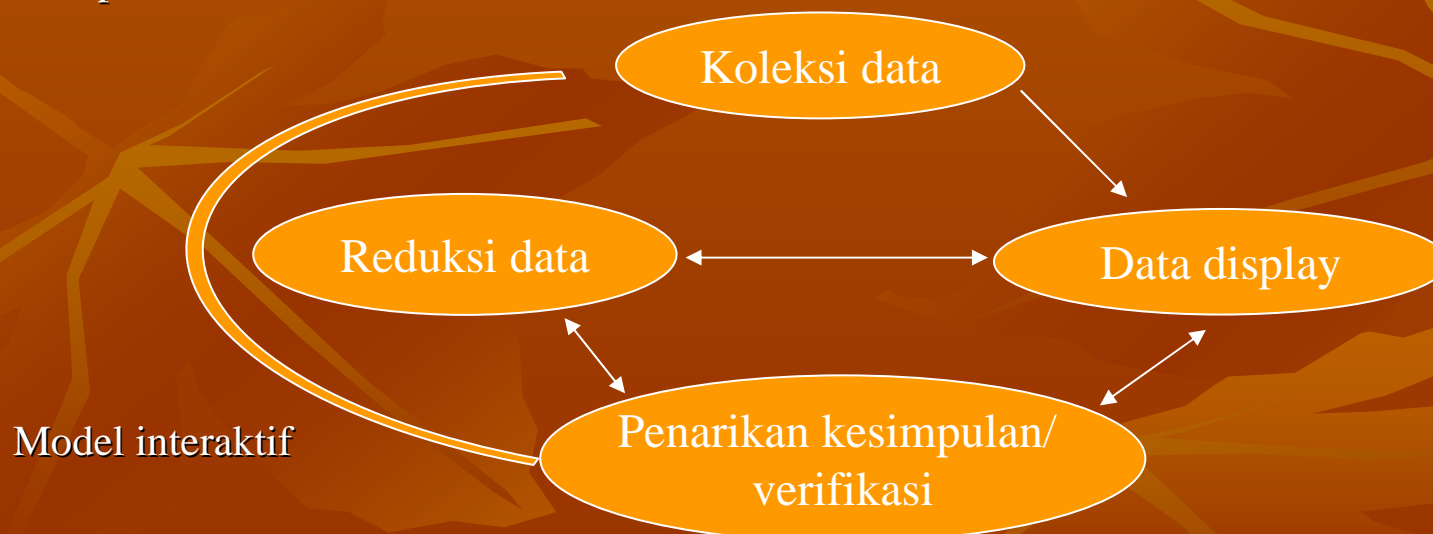 Koleksi data
Reduksi data
Data display
Penarikan kesimpulan/
verifikasi
Model interaktif